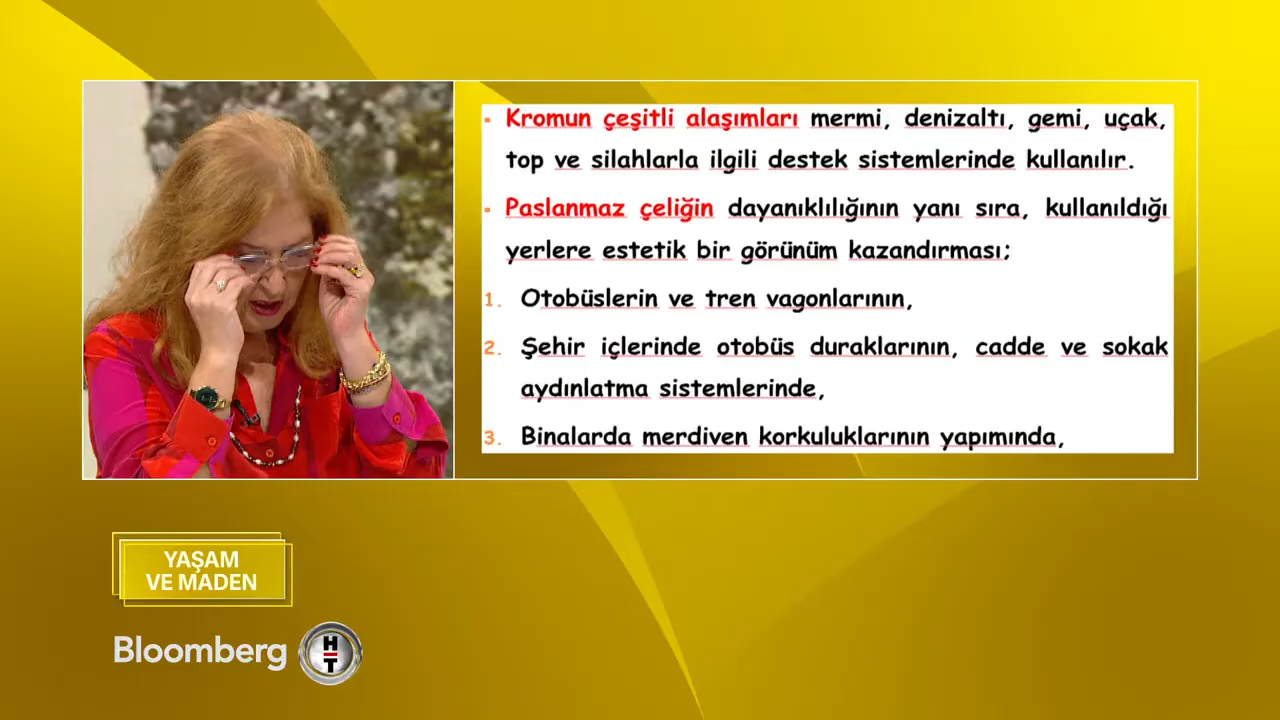 - Kromun çeşitli alaşımları mermi, denizaltı, gemi, uçak,
top ve silahlarla ilgili destek sistemlerinde kullanılır.
- Paslanmaz çeliğin dayanıklılığının yanı sıra, kullanıldığı
yerlere estetik bir görünüm kazandırması;
1. Otobüslerin ve tren vagonlarının,
2. Şehir içlerinde otobüs duraklarının, cadde ve sokak
aydınlatma sistemlerinde,
3. Binalarda merdiven korkuluklarının yapımında,
YAŞAM
VE MADEN
Bloomberg HT